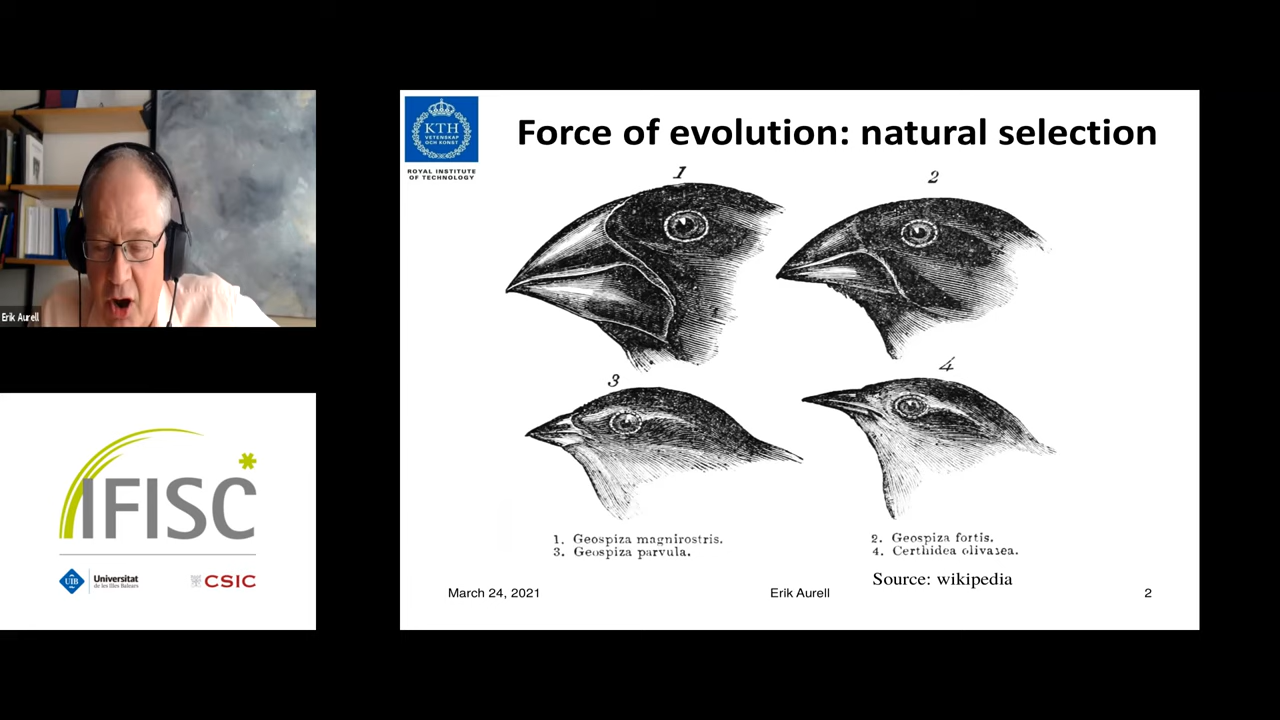 Erik Aurell
IFISC
UIB
Universitat
de les Illes Balears
CSIC
KTH
VETENSKAP
OCH KONST
ROYAL INSTITUTE
OF TECHNOLOGY
Force of evolution: natural selection
1
2
3
4
1. Geospiza magnirostris.
2. Geospiza fortis.
3. Geospiza parvula.
4. Certhidea olivasea.
Source: wikipedia
March 24, 2021
Erik Aurell
2